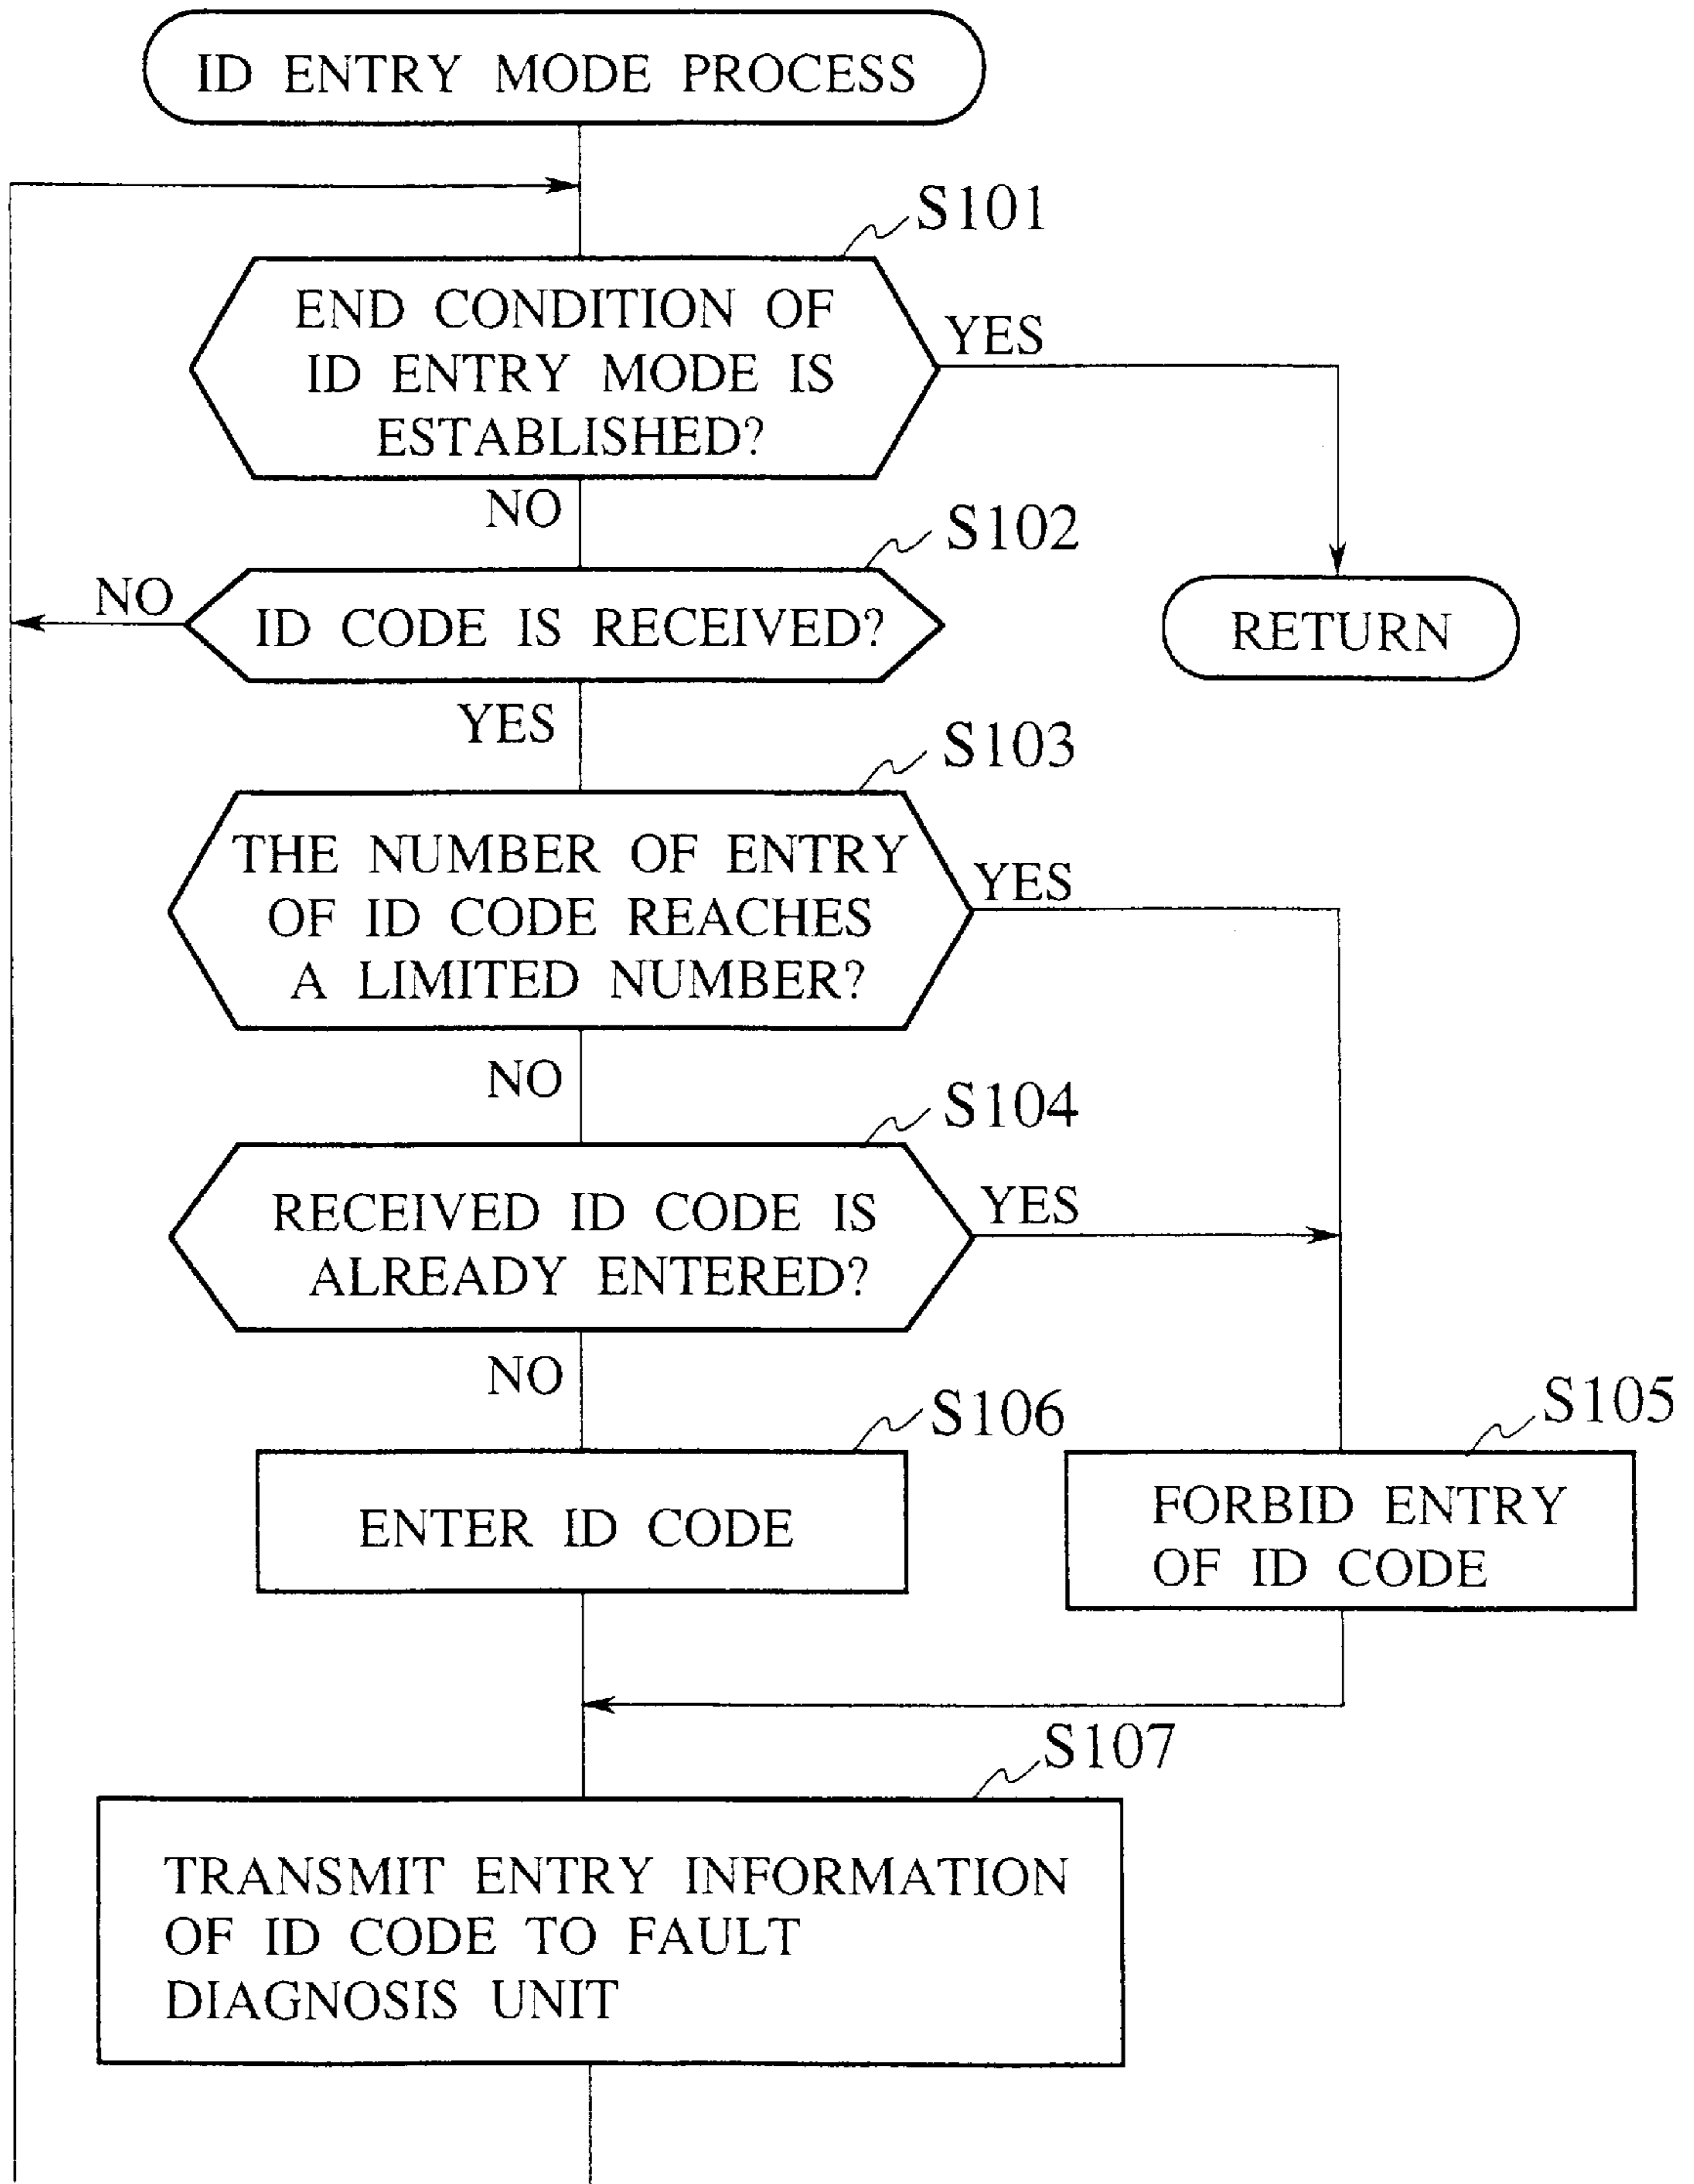 ID ENTRY MODE PROCESS
S101
END CONDITION OF
ID ENTRY MODE IS
ESTABLISHED?
YES
NO
S102
NO
ID CODE IS RECEIVED?
RETURN
YES
S103
THE NUMBER OF ENTRY
OF ID CODE REACHES
A LIMITED NUMBER?
YES
NO
S104
RECEIVED ID CODE IS
ALREADY ENTERED?
YES
NO
S106
S105
ENTER ID CODE
FORBID ENTRY
OF ID CODE
S107
TRANSMIT ENTRY INFORMATION
OF ID CODE TO FAULT
DIAGNOSIS UNIT